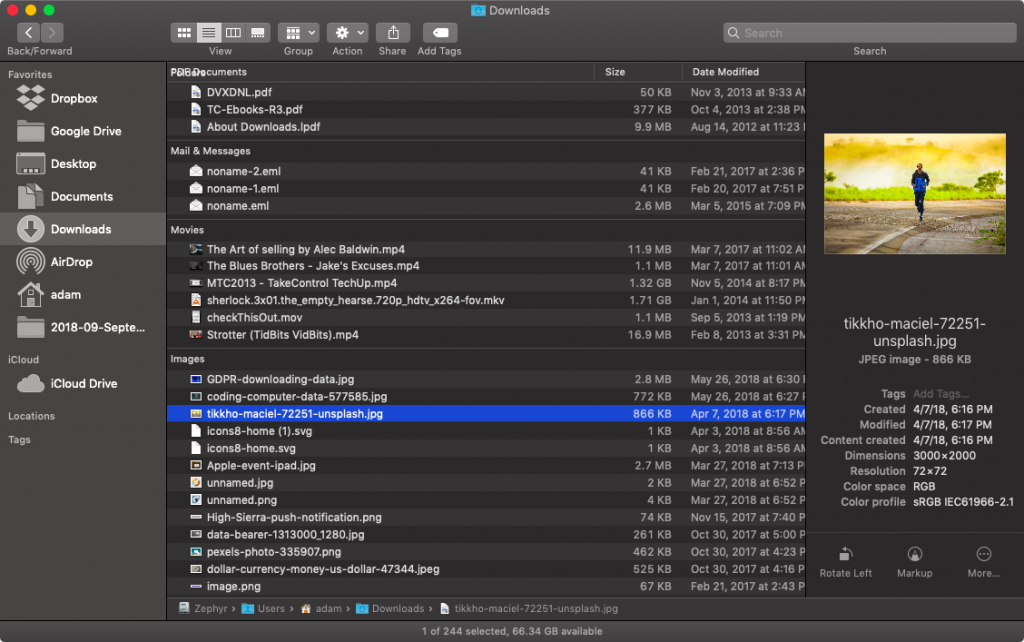 Downloads
Back/Forward
View
Group
Action
Share
Add Tags
Search
Search
Favorites
Dropbox
Google Drive
Desktop
Documents
Downloads
AirDrop
adam
2018-09-Septe...
iCloud
iCloud Drive
Locations
Tags
PDF Documents Size Date Modified
DVXDNL.pdf 50 KB Nov 3, 2013 at 9:33 AM
TC-Ebooks-R3.pdf 377 KB Oct 4, 2013 at 2:38 PM
About Downloads.lpdf 9.9 MB Aug 14, 2012 at 11:23
Mail & Messages
noname-2.eml 41 KB Feb 21, 2017 at 2:36 P
noname-1.eml 41 KB Feb 20, 2017 at 7:51 P
noname.eml 2.6 MB Mar 5, 2015 at 7:09 PM
Movies
The Art of selling by Alec Baldwin.mp4 11.9 MB Mar 7, 2017 at 11:02 A
The Blues Brothers - Jake's Excuses.mp4 1.1 MB Mar 7, 2017 at 11:01 AM
MTC2013 - TakeControl TechUp.mp4 1.32 GB Nov 5, 2014 at 8:17 PM
sherlock.3x01.the_empty_hearse.720p_hdtv_x264-fov.mkv 1.71 GB Jan 1, 2014 at 11:50 P
checkThisOut.mov 1.1 MB Sep 5, 2013 at 1:19 PM
Strotter (TidBits VidBits).mp4 16.9 MB Feb 8, 2013 at 3:31 PM
Images
GDPR-downloading-data.jpg 2.8 MB May 26, 2018 at 6:30
coding-computer-data-577585.jpg 772 KB May 26, 2018 at 6:27
tikkho-maciel-72251-unsplash.jpg 866 KB Apr 7, 2018 at 6:17 PM
icons8-home (1).svg 1 KB Apr 3, 2018 at 8:56 A
icons8-home.svg 1 KB Apr 3, 2018 at 8:56 A
Apple-event-ipad.jpg 2.7 MB Mar 27, 2018 at 7:13 P
unnamed.jpg 2 KB Mar 27, 2018 at 6:52 P
unnamed.png 4 KB Mar 27, 2018 at 6:52 P
High-Sierra-push-notification.png 74 KB Nov 15, 2017 at 7:40 P
data-bearer-1313000_1280.jpg 261 KB Oct 30, 2017 at 5:00 P
pexels-photo-335907.png 462 KB Oct 30, 2017 at 4:23 P
dollar-currency-money-us-dollar-47344.jpeg 525 KB Oct 30, 2017 at 4:16 P
image.png 67 KB Feb 21, 2017 at 2:43 P
tikkho-maciel-72251-
unsplash.jpg
JPEG image - 866 KB
Tags Add Tags...
Created 4/7/18, 6:16 PM
Modified 4/7/18, 6:17 PM
Content created 4/7/18, 6:16 PM
Dimensions 3000×2000
Resolution 72×72
Color space RGB
Color profile sRGB IEC61966-2.1
Rotate Left
Markup
More...
Zephyr › Users › adam › Downloads › tikkho-maciel-72251-unsplash.jpg
1 of 244 selected, 66.34 GB available